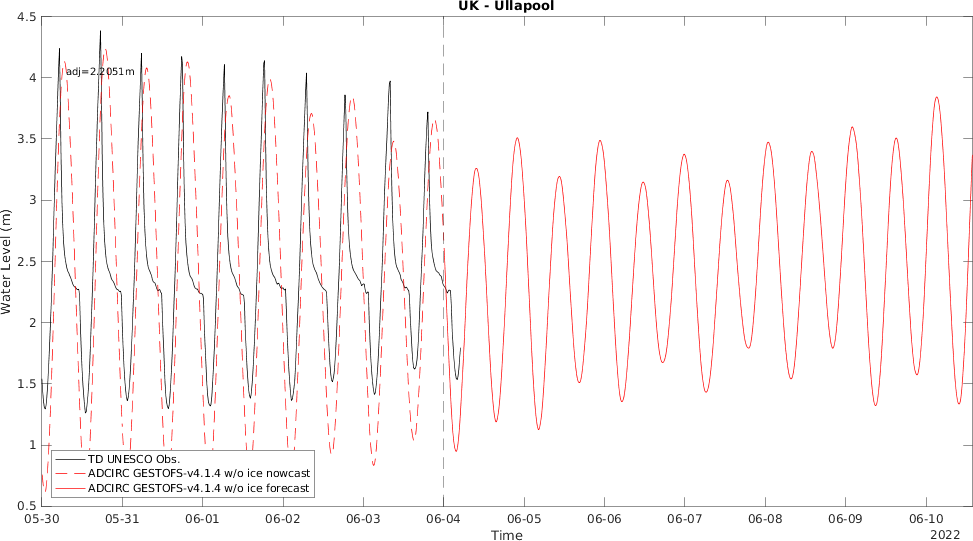 UK - Ullapool
4.5
4
3.5
3
2.5
2
1.5
1
0.5
Water Level (m)
adj=2.2051m
TD UNESCO Obs.
ADCIRC GESTOFS-v4.1.4 w/o ice nowcast
ADCIRC GESTOFS-v4.1.4 w/o ice forecast
05-30 05-31 06-01 06-02 06-03 06-04 06-05 06-06 06-07 06-08 06-09 06-10
Time
2022